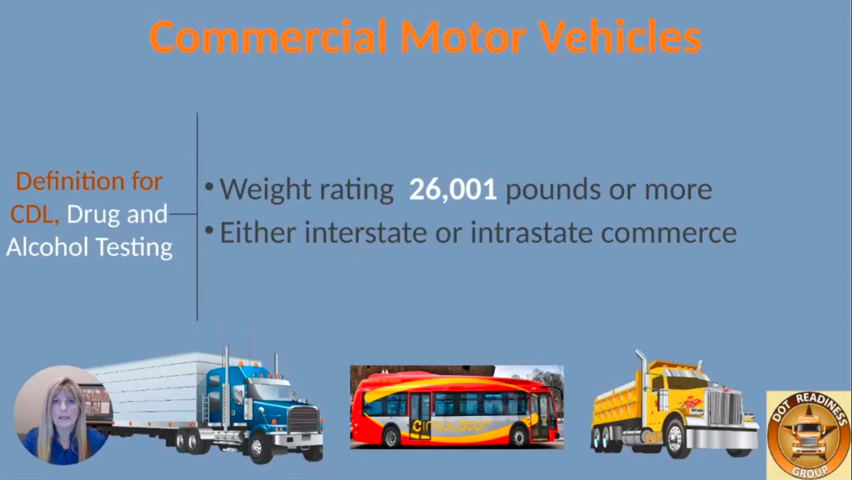 Commercial Motor Vehicles
Definition for
CDL, Drug and
Alcohol Testing
• Weight rating 26,001 pounds or more
• Either interstate or intrastate commerce
Circulator
DOT READINESS
GROUP